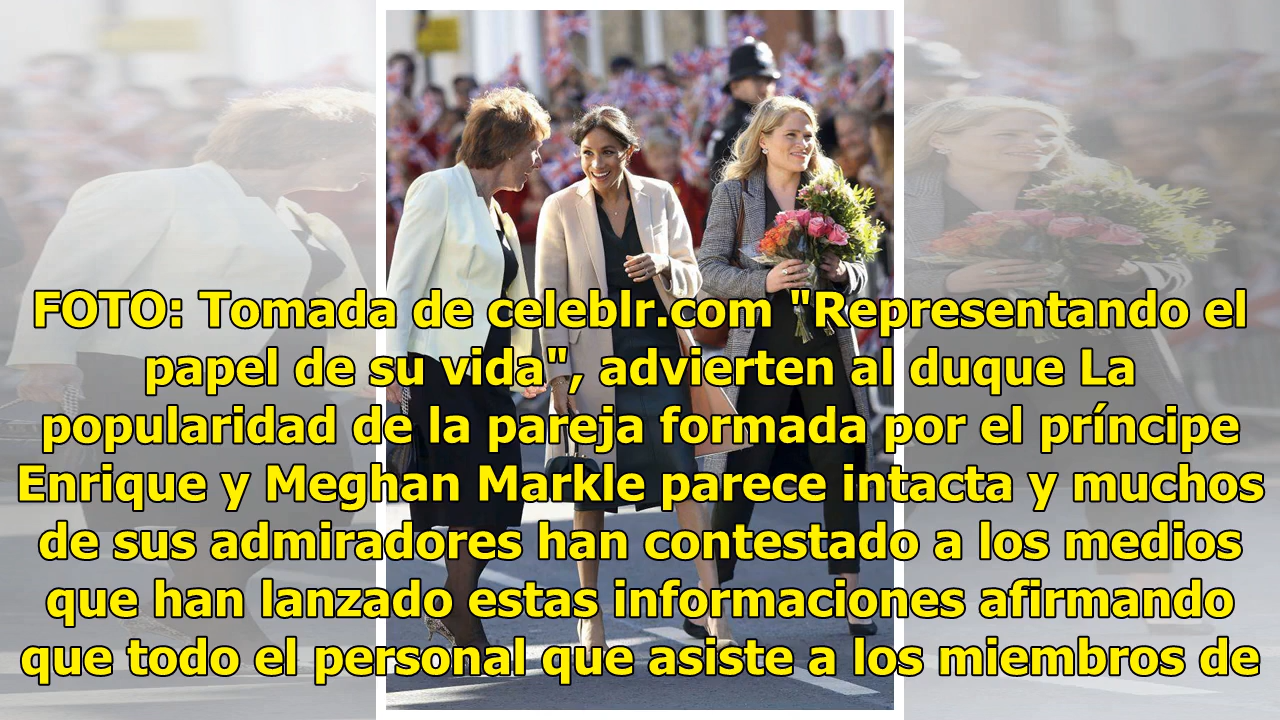 FOTO: Tomada de celeblr.com "Representando el
papel de su vida", advierten al duque La
popularidad de la pareja formada por el príncipe
Enrique y Meghan Markle parece intacta y muchos
de sus admiradores han contestado a los medios
que han lanzado estas informaciones afirmando
que todo el personal que asiste a los miembros de